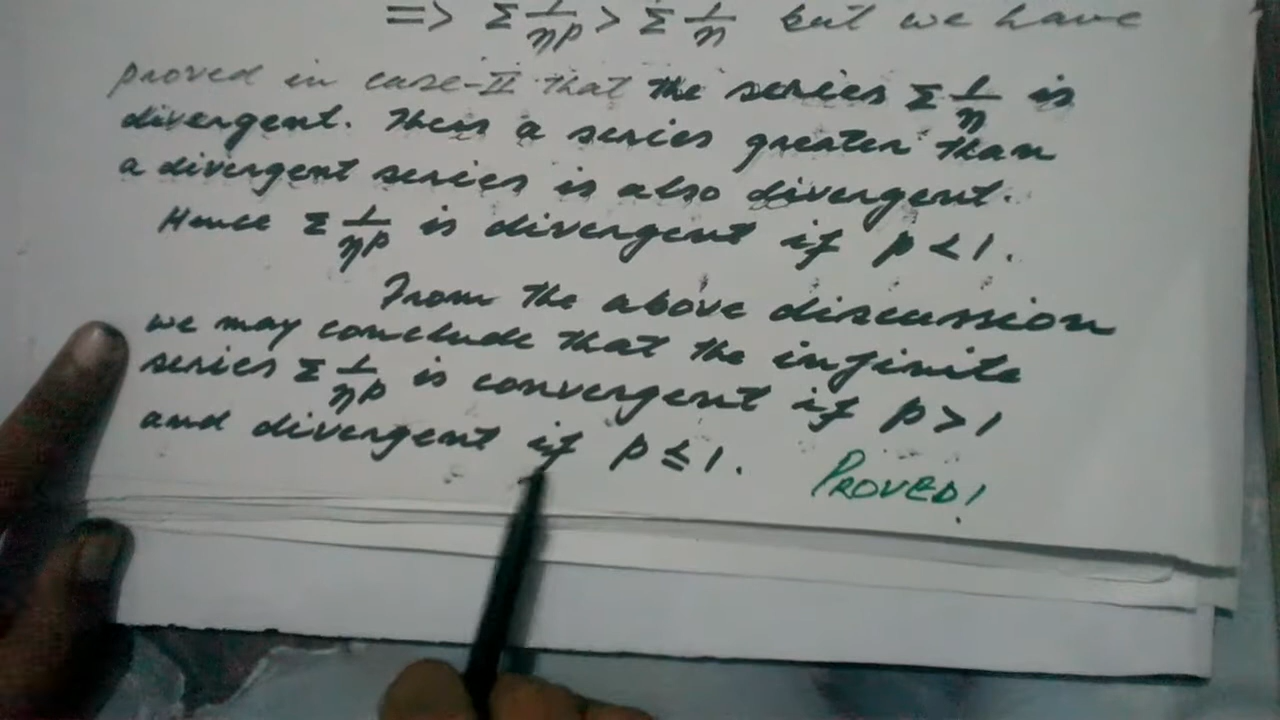 => Σ 1/n^p > Σ 1/n but we have
proved in case-II that the series Σ 1/n is
divergent. Thus a series greater than
a divergent series is also divergent.
Hence Σ 1/n^p is divergent if p < 1.
From the above discussion
we may conclude that the infinite
series Σ 1/n^p is convergent if p > 1
and divergent if p ≤ 1. PROVED!